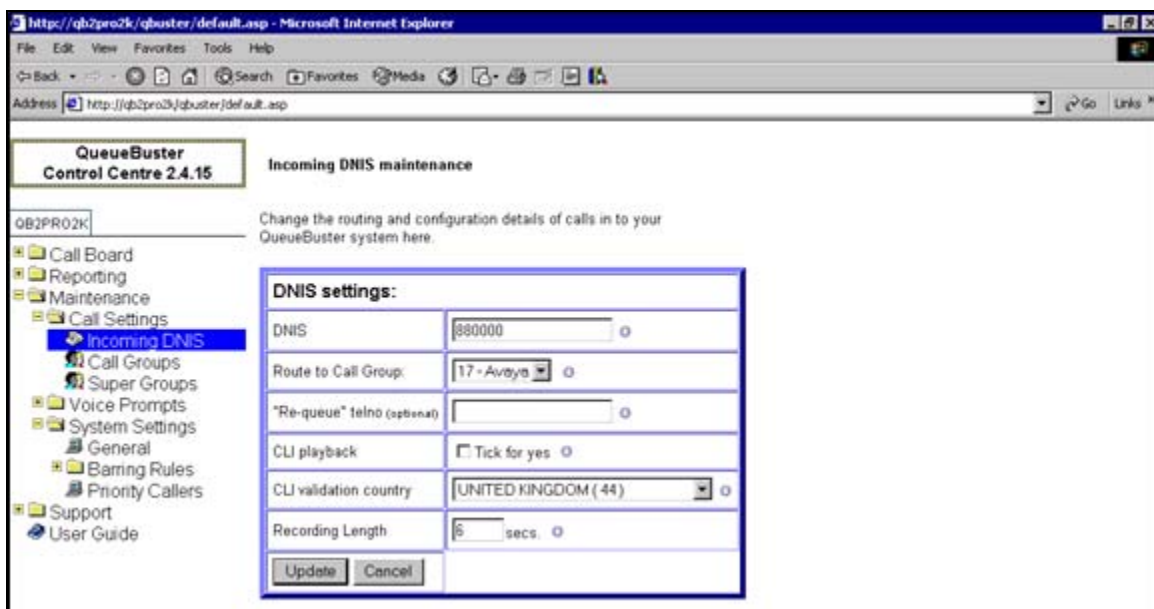 http://qb2pro2k/qbuster/default.asp - Microsoft Internet Explorer
File Edit View Favorites Tools Help
Back Search Favorites Media
Address http://qb2pro2k/qbuster/default.asp Go Links
QueueBuster
Control Centre 2.4.15
QB2PRO2K
Call Board
Reporting
Maintenance
Call Settings
Incoming DNIS
Call Groups
Super Groups
Voice Prompts
System Settings
General
Barring Rules
Priority Callers
Support
User Guide
Incoming DNIS maintenance
Change the routing and configuration details of calls in to your
QueueBuster system here.
DNIS settings:
DNIS 880000
Route to Call Group: 17 - Avaya
"Re-queue" telno (optional)
CLI playback Tick for yes
CLI validation country UNITED KINGDOM ( 44 )
Recording Length 6 secs.
Update Cancel